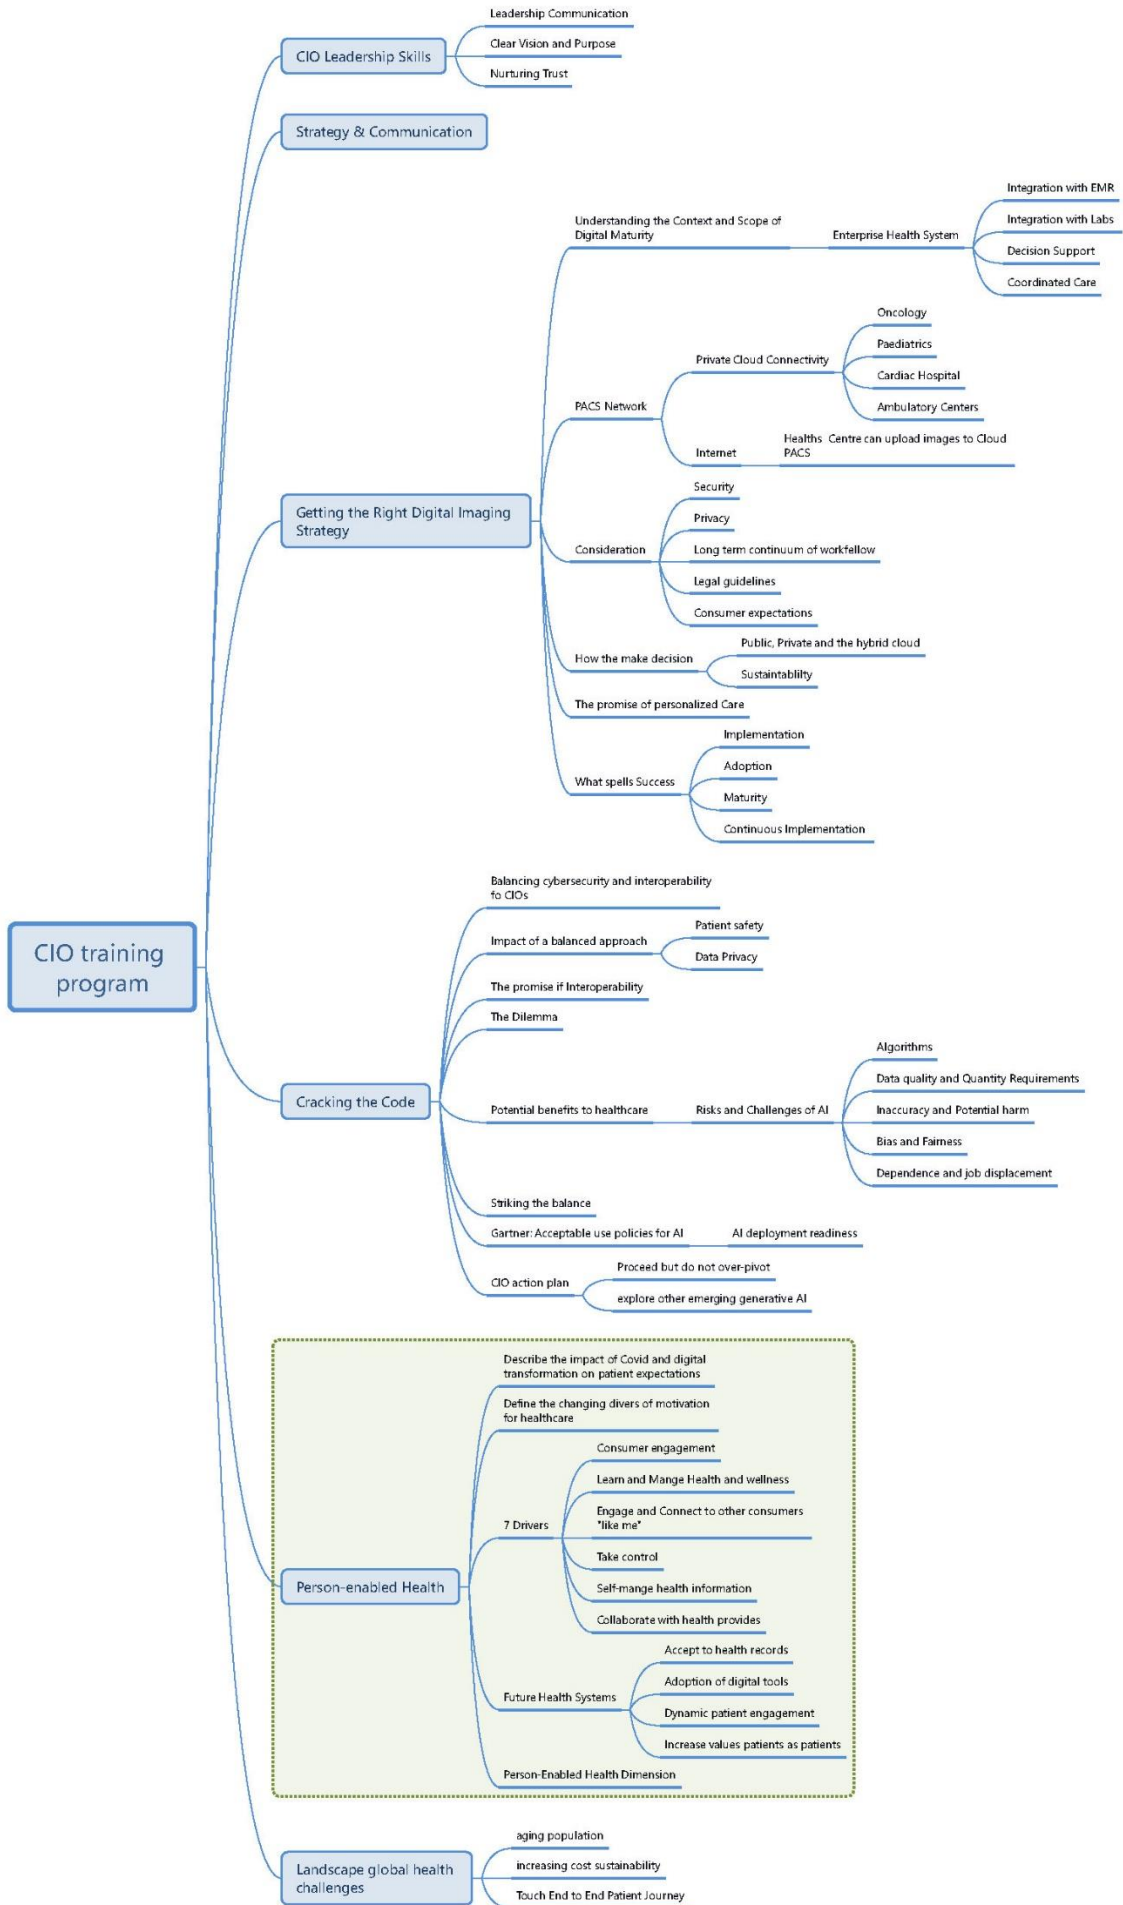 CIO training
program
CIO Leadership Skills
Leadership Communication
Clear Vision and Purpose
Nurturing Trust
Strategy & Communication
Getting the Right Digital Imaging
Strategy
Understanding the Context and Scope of
Digital Maturity
Enterprise Health System
Integration with EMR
Integration with Labs
Decision Support
Coordinated Care
PACS Network
Private Cloud Connectivity
Oncology
Paediatrics
Cardiac Hospital
Ambulatory Centers
Internet
Healths Centre can upload images to Cloud
PACS
Consideration
Security
Privacy
Long term continuum of workfellow
Legal guidelines
Consumer expectations
How the make decision
Public, Private and the hybrid cloud
Sustaintablilty
The promise of personalized Care
What spells Success
Implementation
Adoption
Maturity
Continuous Implementation
Cracking the Code
Balancing cybersecurity and interoperability
fo CIOs
Impact of a balanced approach
Patient safety
Data Privacy
The promise if Interoperability
The Dilemma
Potential benefits to healthcare
Risks and Challenges of AI
Algorithms
Data quality and Quantity Requirements
Inaccuracy and Potential harm
Bias and Fairness
Dependence and job displacement
Striking the balance
Gartner: Acceptable use policies for AI
AI deployment readiness
CIO action plan
Proceed but do not over-pivot
explore other emerging generative AI
Person-enabled Health
Describe the impact of Covid and digital
transformation on patient expectations
Define the changing divers of motivation
for healthcare
7 Drivers
Consumer engagement
Learn and Mange Health and wellness
Engage and Connect to other consumers
"like me"
Take control
Self-mange health information
Collaborate with health provides
Future Health Systems
Accept to health records
Adoption of digital tools
Dynamic patient engagement
Increase values patients as patients
Person-Enabled Health Dimension
Landscape global health
challenges
aging population
increasing cost sustainability
Touch End to End Patient Journey